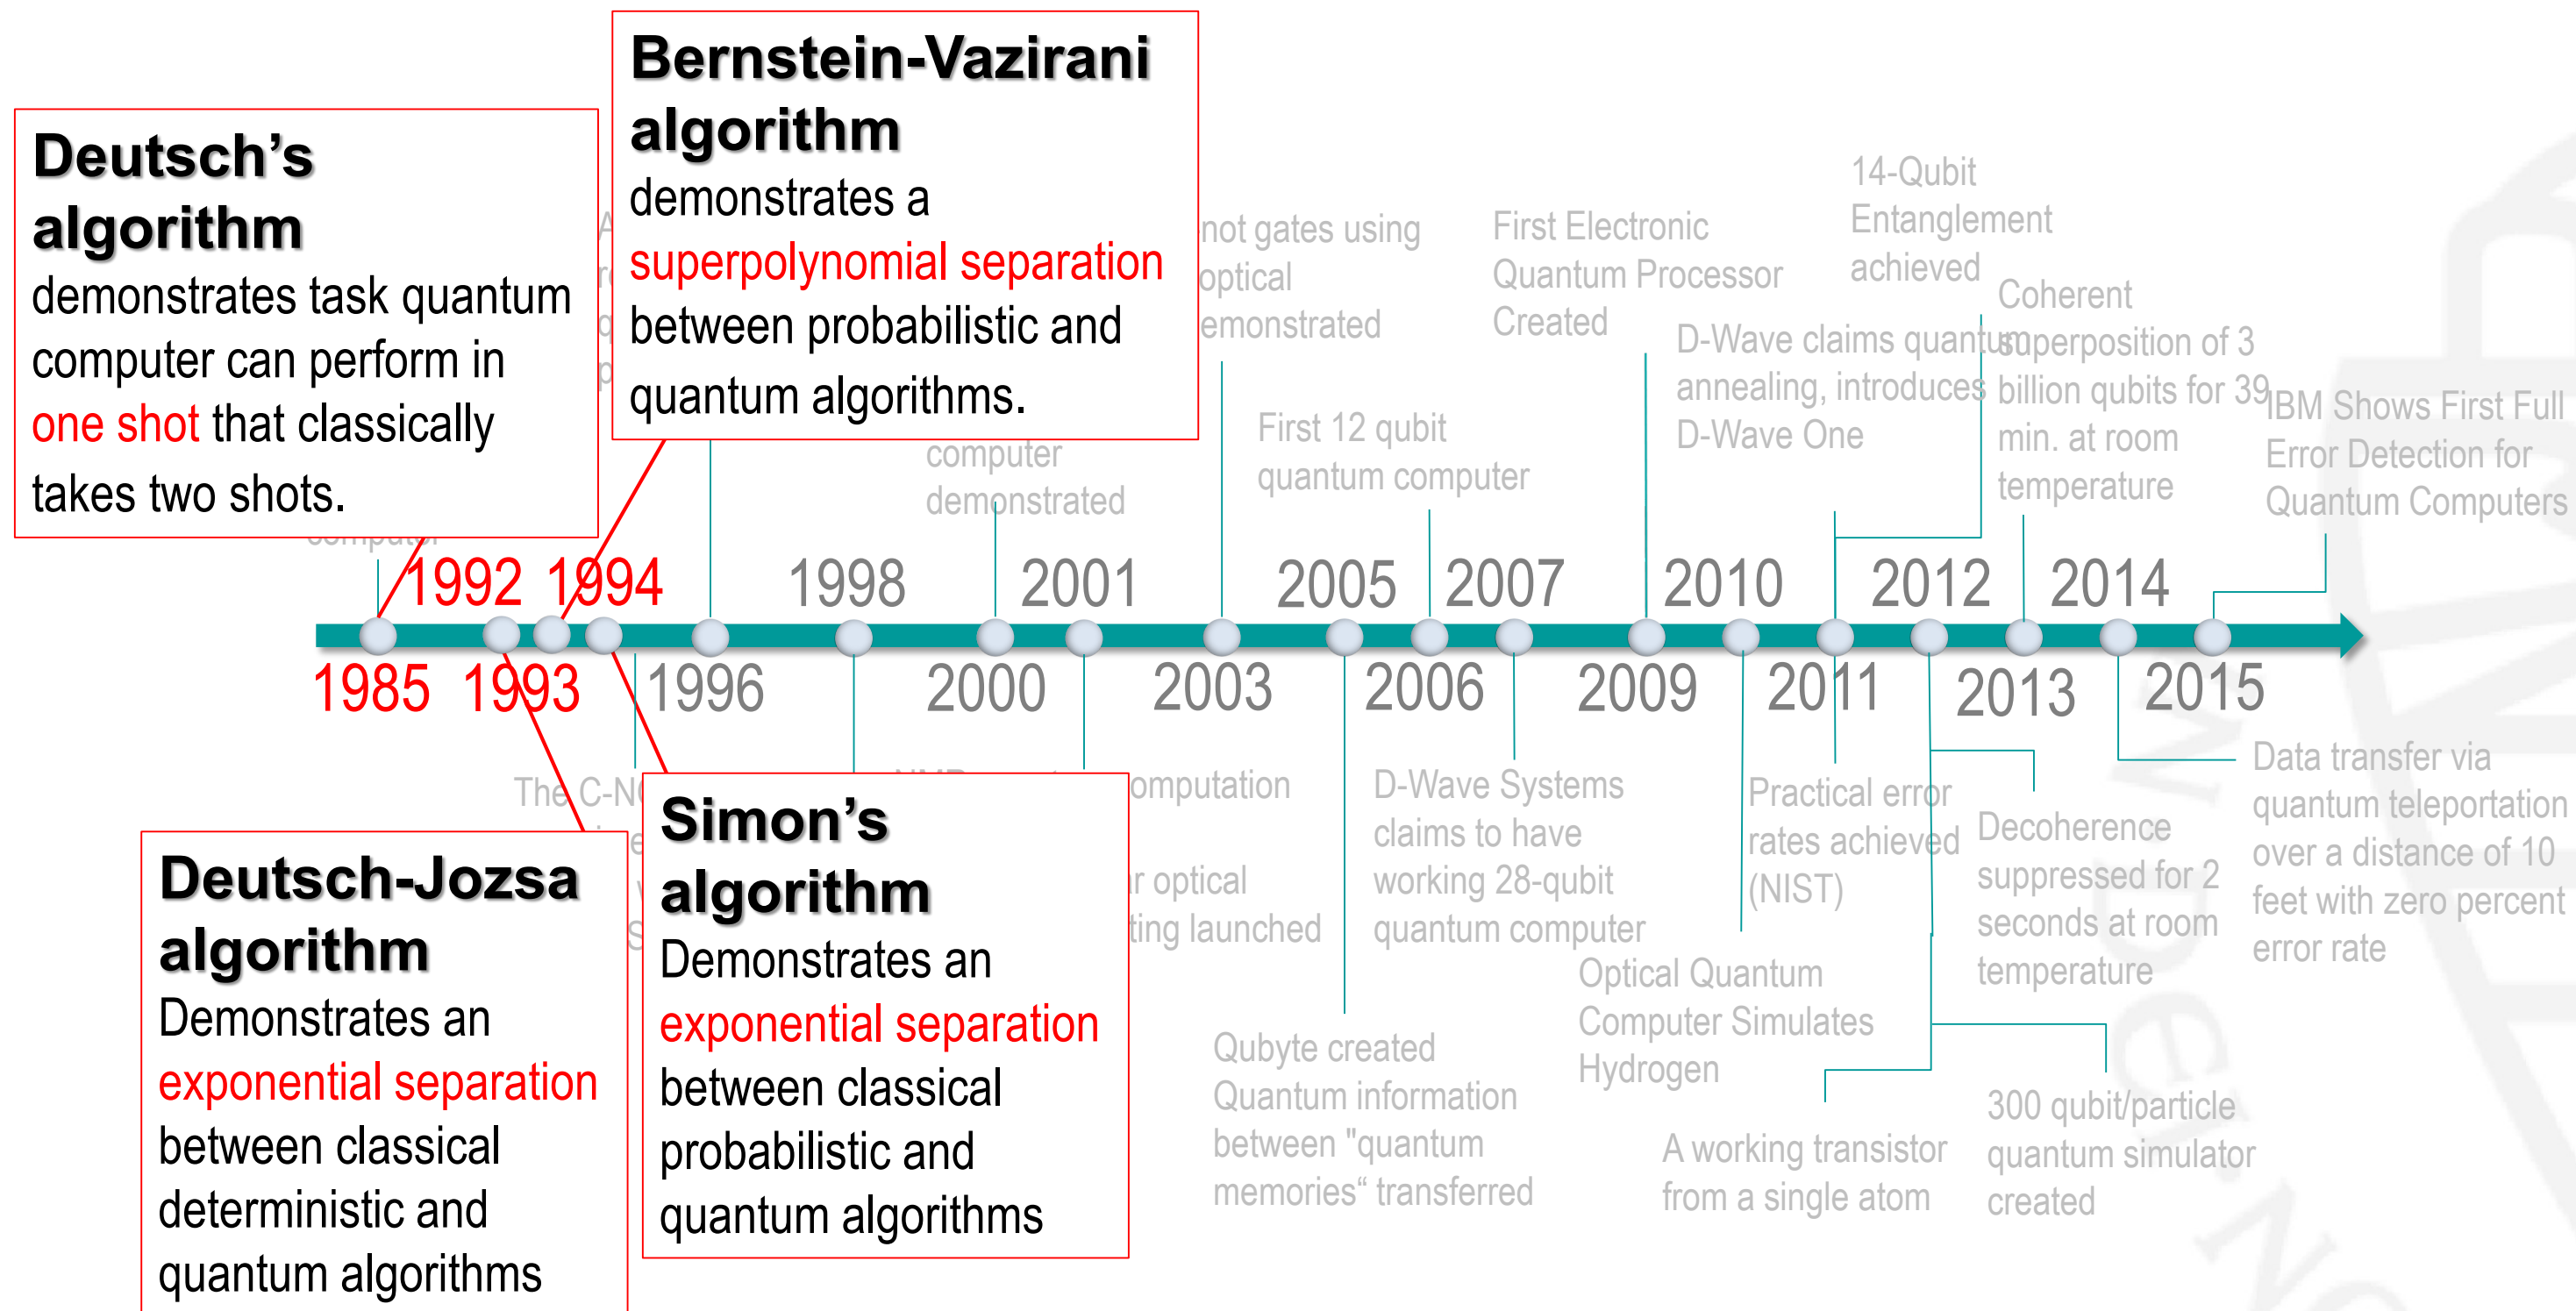 Bernstein-Vazirani
algorithm
demonstrates a
superpolynomial separation
between probabilistic and
quantum algorithms.
Deutsch’s
algorithm
demonstrates task quantum
computer can perform in
one shot that classically
takes two shots.
not gates using
optical
First Electronic
Quantum Processor
Created
14-Qubit
Entanglement
achieved
D-Wave claims quantum
annealing, introduces
D-Wave One
Coherent
superposition of 3
billion qubits for 39
min. at room
temperature
IBM Shows First Full
Error Detection for
Quantum Computers
computer
demonstrated
First 12 qubit
quantum computer
computer
1992 1994 1998 2001 2005 2007 2010 2012 2014
1985 1993 1996 2000 2003 2006 2009 2011 2013 2015
The
Deutsch-Jozsa
algorithm
Demonstrates an
exponential separation
between classical
deterministic and
quantum algorithms
Simon’s
algorithm
Demonstrates an
exponential separation
between classical
probabilistic and
quantum algorithms
optical
launched
D-Wave Systems
claims to have
working 28-qubit
quantum computer
Qubyte created
Quantum information
between "quantum
memories“ transferred
Practical error
rates achieved
(NIST)
Optical Quantum
Computer Simulates
Hydrogen
A working transistor
from a single atom
Decoherence
suppressed for 2
seconds at room
temperature
300 qubit/particle
quantum simulator
created
Data transfer via
quantum teleportation
over a distance of 10
feet with zero percent
error rate